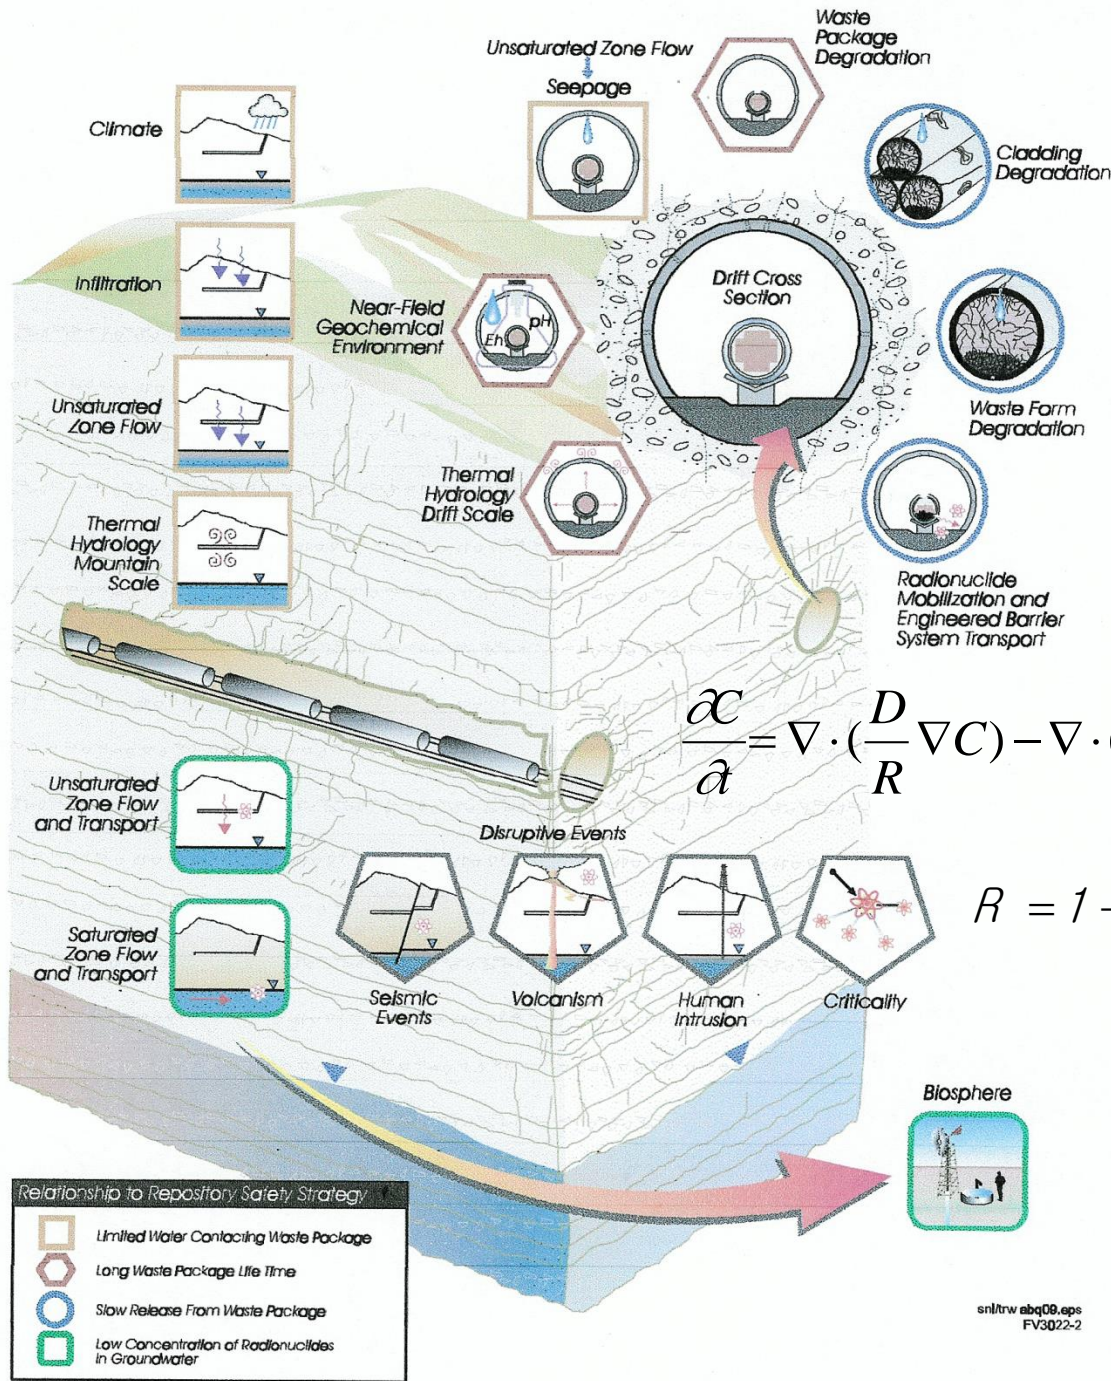 Waste
Package
Degradation
Unsaturated Zone Flow
Seepage
Climate
Cladding
Degradation
Infiltration
Near-Field
Geochemical
Environment
Eh
pH
Drift Cross
Section
Unsaturated
Zone Flow
Waste Form
Degradation
Thermal
Hydrology
Drift Scale
Thermal
Hydrology
Mountain
Scale
Radionuclide
Mobilization and
Engineered Barrier
System Transport
∂C/∂t = ∇·(D/R ∇C) − ∇·(
Unsaturated
Zone Flow
and Transport
Disruptive Events
R = 1 -
Saturated
Zone Flow
and Transport
Seismic
Events
Volcanism
Human
Intrusion
Criticality
Biosphere
Relationship to Repository Safety Strategy
Limited Water Contacting Waste Package
Long Waste Package Life Time
Slow Release From Waste Package
Low Concentration of Radionuclides
in Groundwater
snl/trw abq09.eps
FV3022-2